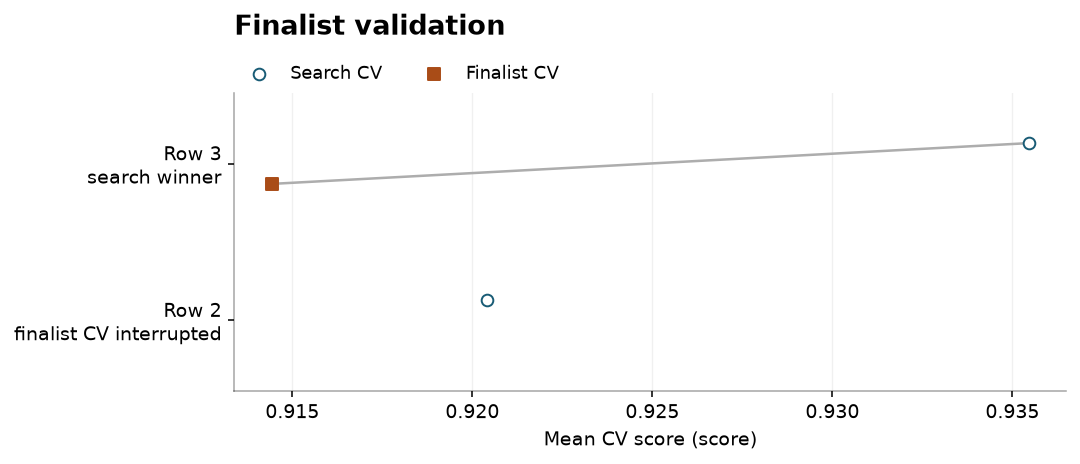 Finalist validation
Search CV
Finalist CV
Row 3
search winner
Row 2
finalist CV interrupted
0.915
0.920
0.925
0.930
0.935
Mean CV score (score)